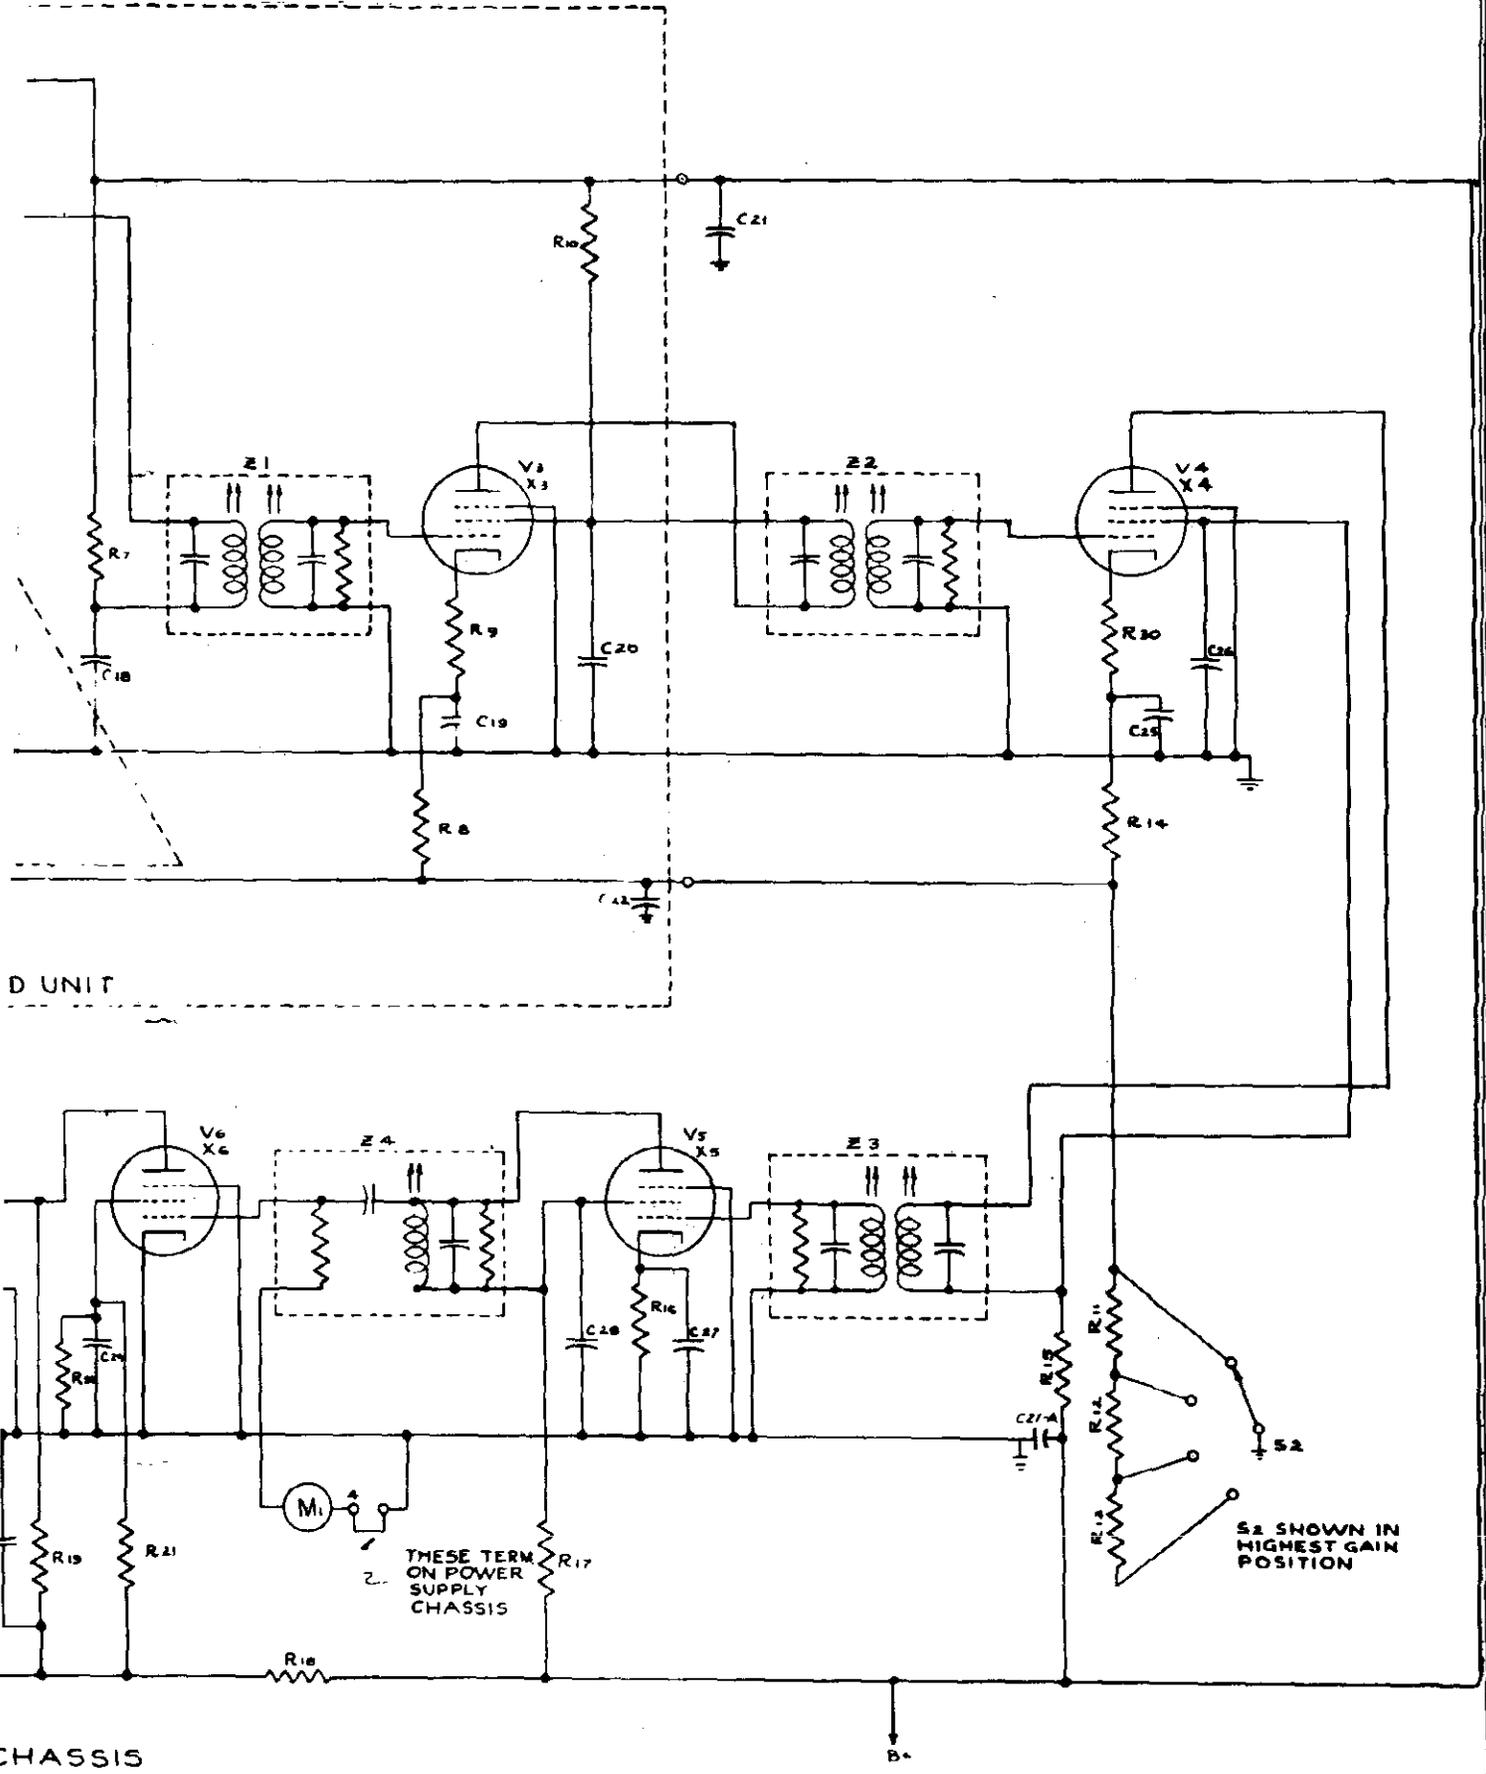 C21
R10
Z1
V3
X3
Z2
V4
X4
R7
R9
C20
R30
C26
C18
C19
C25
R8
R14
D UNIT
V6
X6
Z4
V5
X5
Z3
R16
C28
C27
R11
R15
C29
R12
C21-A
S2
M1
4
R13
S2 SHOWN IN
HIGHEST GAIN
POSITION
R19
R21
THESE TERM.
ON POWER
SUPPLY
CHASSIS
R17
R18
B+
CHASSIS